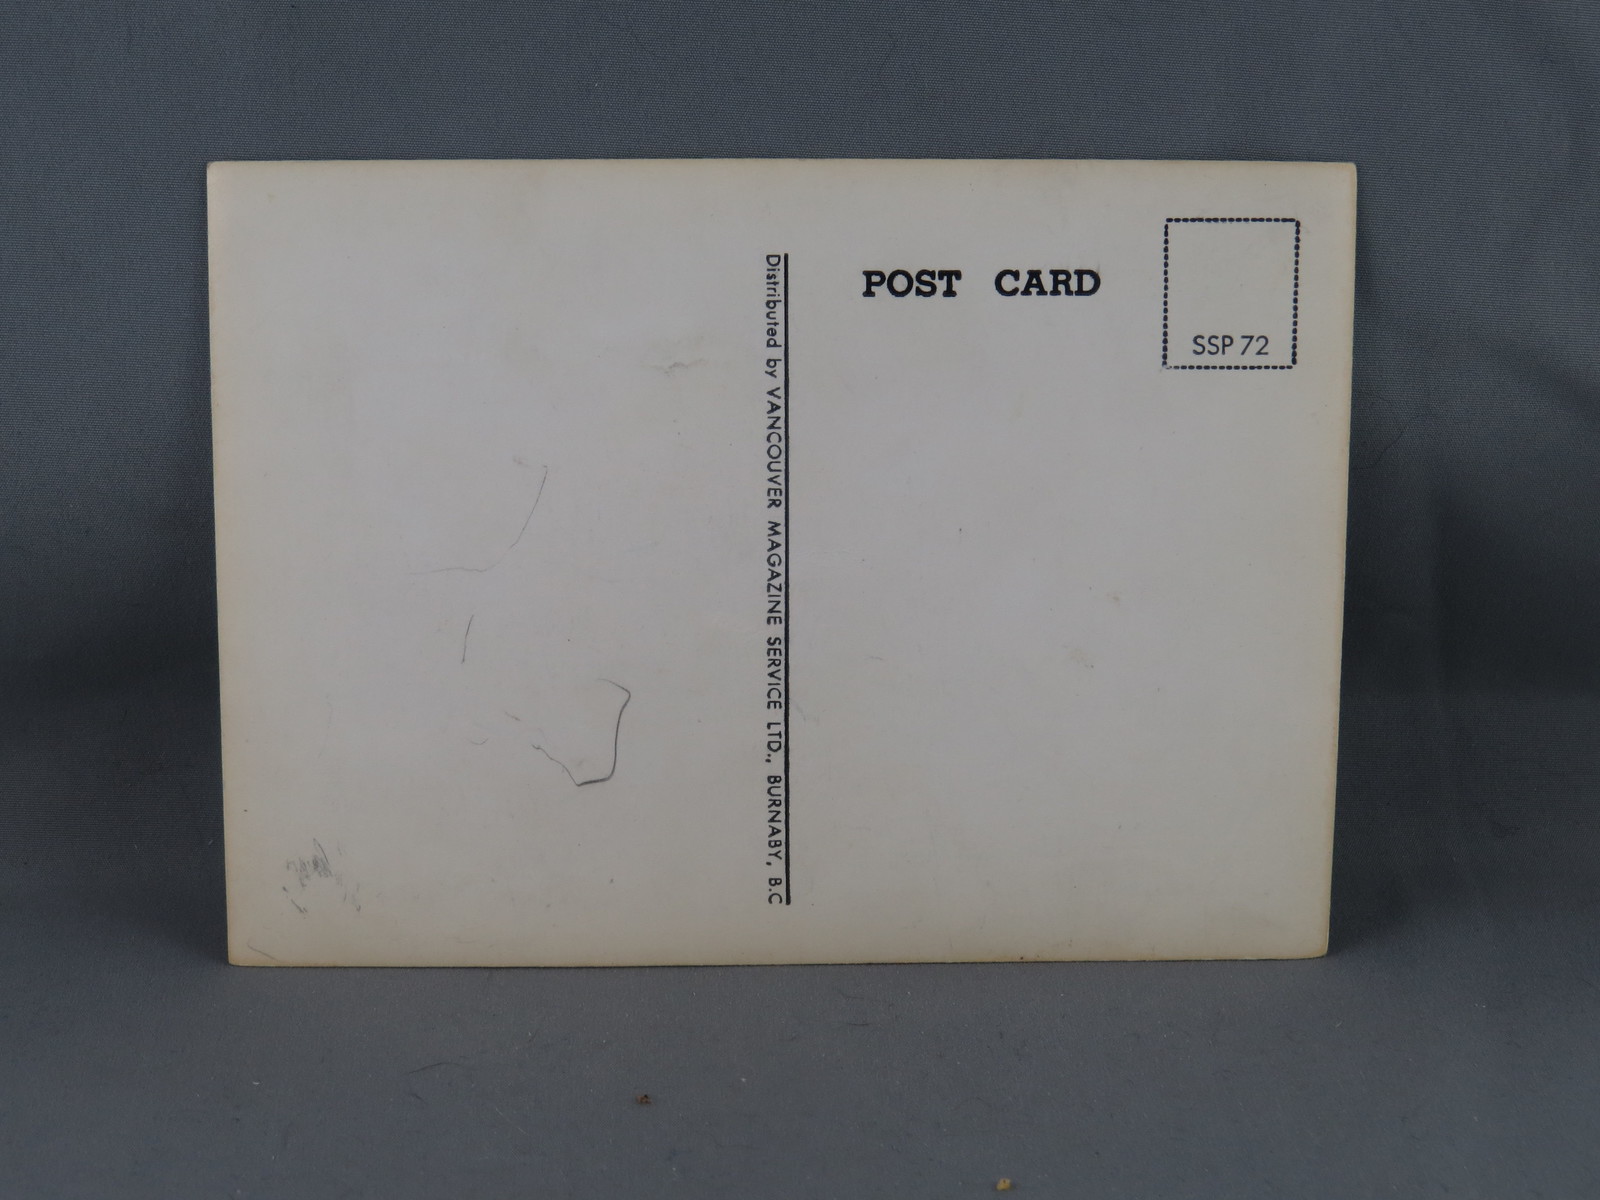 Distributed by VANCOUVER MAGAZINE SERVICE LTD., BURNABY, B.C
POST CARD
SSP 72